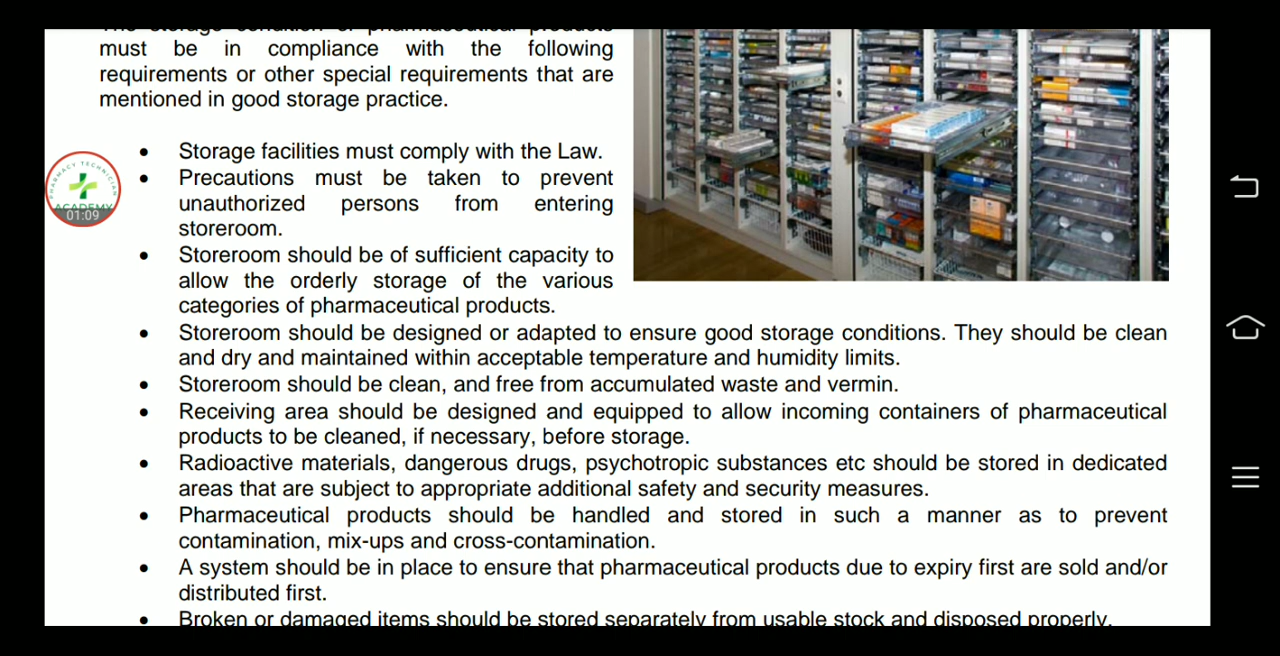 The storage condition of pharmaceutical products
must be in compliance with the following
requirements or other special requirements that are
mentioned in good storage practice.
• Storage facilities must comply with the Law.
• Precautions must be taken to prevent
unauthorized persons from entering
storeroom.
• Storeroom should be of sufficient capacity to
allow the orderly storage of the various
categories of pharmaceutical products.
• Storeroom should be designed or adapted to ensure good storage conditions. They should be clean
and dry and maintained within acceptable temperature and humidity limits.
• Storeroom should be clean, and free from accumulated waste and vermin.
• Receiving area should be designed and equipped to allow incoming containers of pharmaceutical
products to be cleaned, if necessary, before storage.
• Radioactive materials, dangerous drugs, psychotropic substances etc should be stored in dedicated
areas that are subject to appropriate additional safety and security measures.
• Pharmaceutical products should be handled and stored in such a manner as to prevent
contamination, mix-ups and cross-contamination.
• A system should be in place to ensure that pharmaceutical products due to expiry first are sold and/or
distributed first.
• Broken or damaged items should be stored separately from usable stock and disposed properly.
PHARMACY TECHNICIAN
ACADEMY
01:09